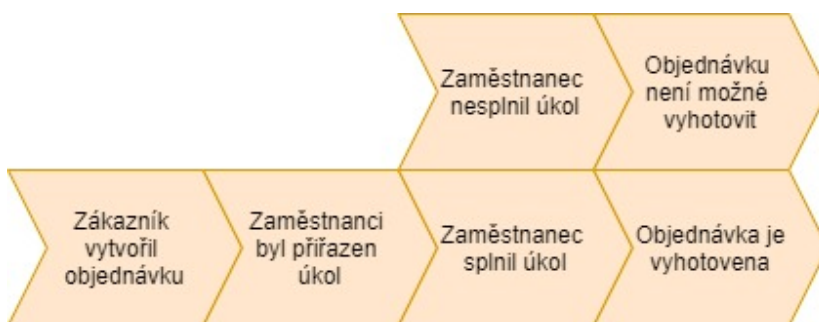 Zaměstnanec
nesplnil úkol
Objednávku
není možné
vyhotovit
Zákazník
vytvořil
objednávku
Zaměstnanci
byl přiřazen
úkol
Zaměstnanec
splnil úkol
Objednávka je
vyhotovena